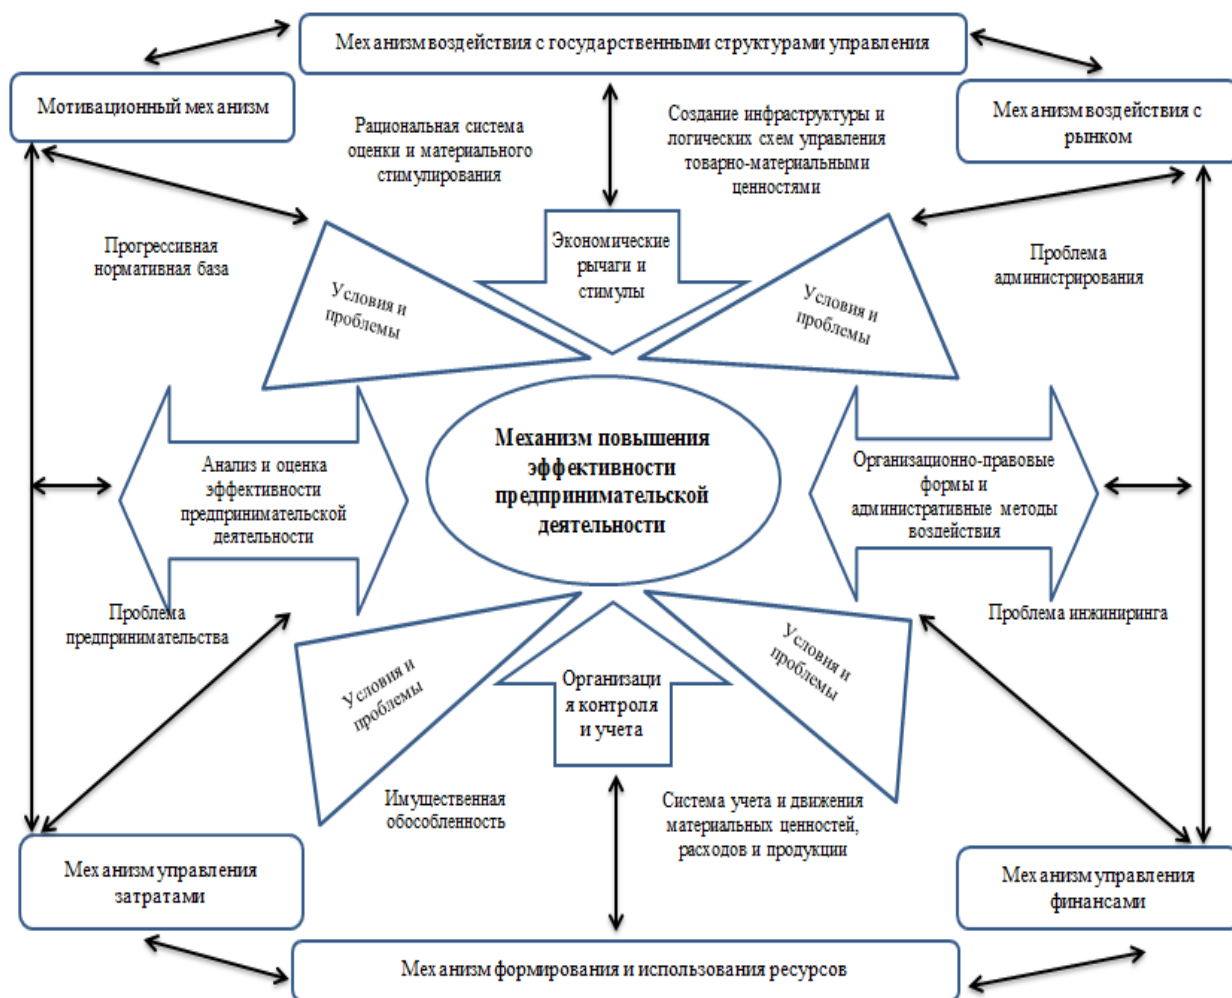 Механизм воздействия с государственными структурами управления
Мотивационный механизм
Механизм воздействия с
рынком
Рациональная система
оценки и материального
стимулирования
Создание инфраструктуры и
логических схем управления
товарно-материальными
ценностями
Прогрессивная
нормативная база
Экономические
рычаги и
стимулы
Проблема
администрирования
Условия и
проблемы
Условия и
проблемы
Механизм повышения
эффективности
предпринимательской
деятельности
Анализ и оценка
эффективности
предпринимательской
деятельности
Организационно-правовые
формы и
административные методы
воздействия
Проблема
предпринимательства
Проблема инжиниринга
Условия и
проблемы
Организаци
я контроля
и учета
Условия и
проблемы
Имущественная
обособленность
Система учета и движения
материальных ценностей,
расходов и продукции
Механизм управления
затратами
Механизм управления
финансами
Механизм формирования и использования ресурсов